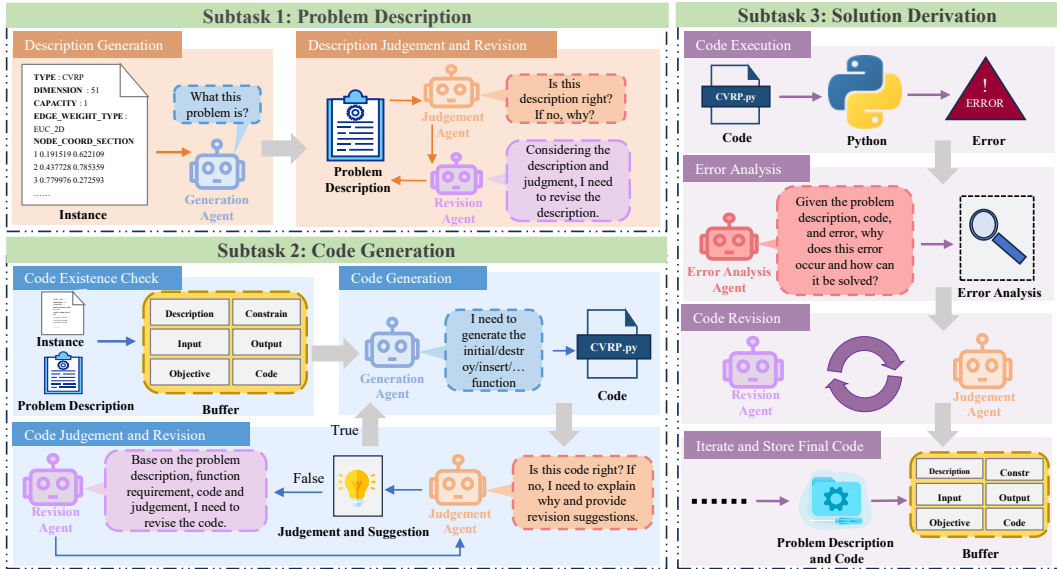 Subtask 1: Problem Description
Description Generation
TYPE : CVRP
DIMENSION : 51
CAPACITY : 1
EDGE_WEIGHT_TYPE :
EUC_2D
NODE_COORD_SECTION
1 0.191519 0.622109
2 0.437728 0.785359
3 0.779976 0.272593
......
Instance
What this
problem is?
Generation
Agent
Description Judgement and Revision
Problem
Description
Judgement
Agent
Is this
description right?
If no, why?
Revision
Agent
Considering the
description and
judgment, I need
to revise the
description.
Subtask 2: Code Generation
Code Existence Check
Instance
Problem Description
Description
Constrain
Input
Output
Objective
Code
Buffer
Code Generation
Generation
Agent
I need to
generate the
initial/destr
oy/insert/…
function
CVRP.py
Code
Code Judgement and Revision
True
Revision
Agent
Base on the problem
description, function
requirement, code and
judgement, I need to
revise the code.
False
Judgement and Suggestion
Judgement
Agent
Is this code right? If
no, I need to explain
why and provide
revision suggestions.
Subtask 3: Solution Derivation
Code Execution
CVRP.py
Code
Python
!
ERROR
Error
Error Analysis
Error Analysis
Agent
Given the problem
description, code,
and error, why
does this error
occur and how can
it be solved?
Error Analysis
Code Revision
Revision
Agent
Judgement
Agent
Iterate and Store Final Code
......
Problem Description
and Code
Description
Constr
Input
Output
Objective
Code
Buffer